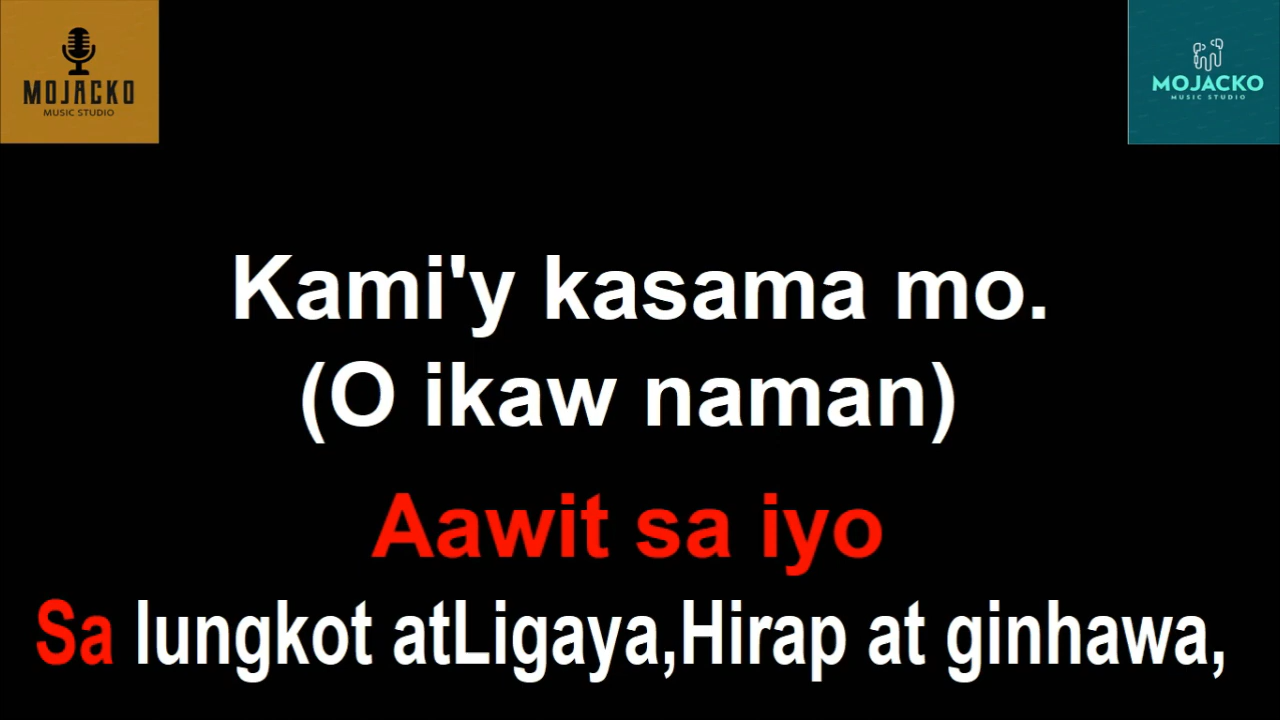 MOJACKO
MUSIC STUDIO
MOJACKO
MUSIC STUDIO
Kami'y kasama mo.
(O ikaw naman)
Aawit sa iyo
Sa lungkot atLigaya,Hirap at ginhawa,